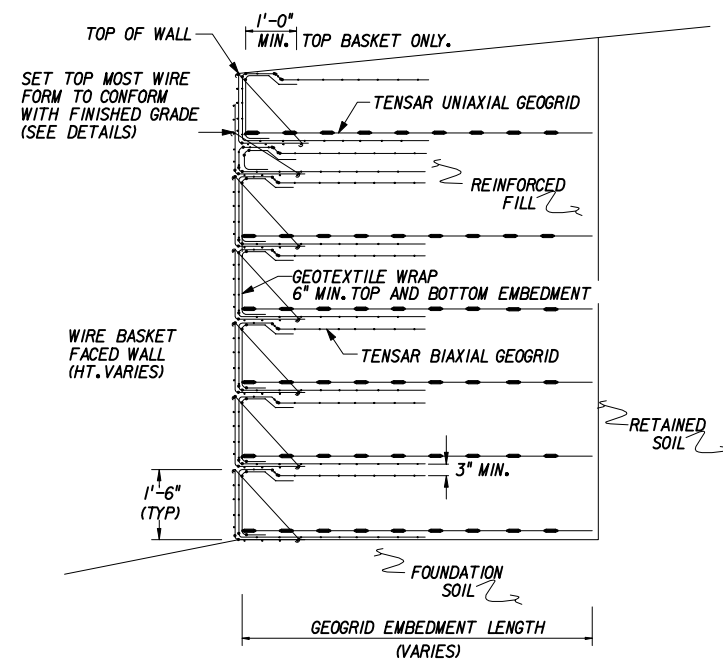 1'-0"
TOP OF WALL
MIN. TOP BASKET ONLY.
SET TOP MOST WIRE
FORM TO CONFORM
WITH FINISHED GRADE
(SEE DETAILS)
TENSAR UNIAXIAL GEOGRID
REINFORCED
FILL
GEOTEXTILE WRAP
6" MIN. TOP AND BOTTOM EMBEDMENT
WIRE BASKET
FACED WALL
(HT. VARIES)
TENSAR BIAXIAL GEOGRID
RETAINED
SOIL
3" MIN.
1'-6"
(TYP)
FOUNDATION
SOIL
GEOGRID EMBEDMENT LENGTH
(VARIES)